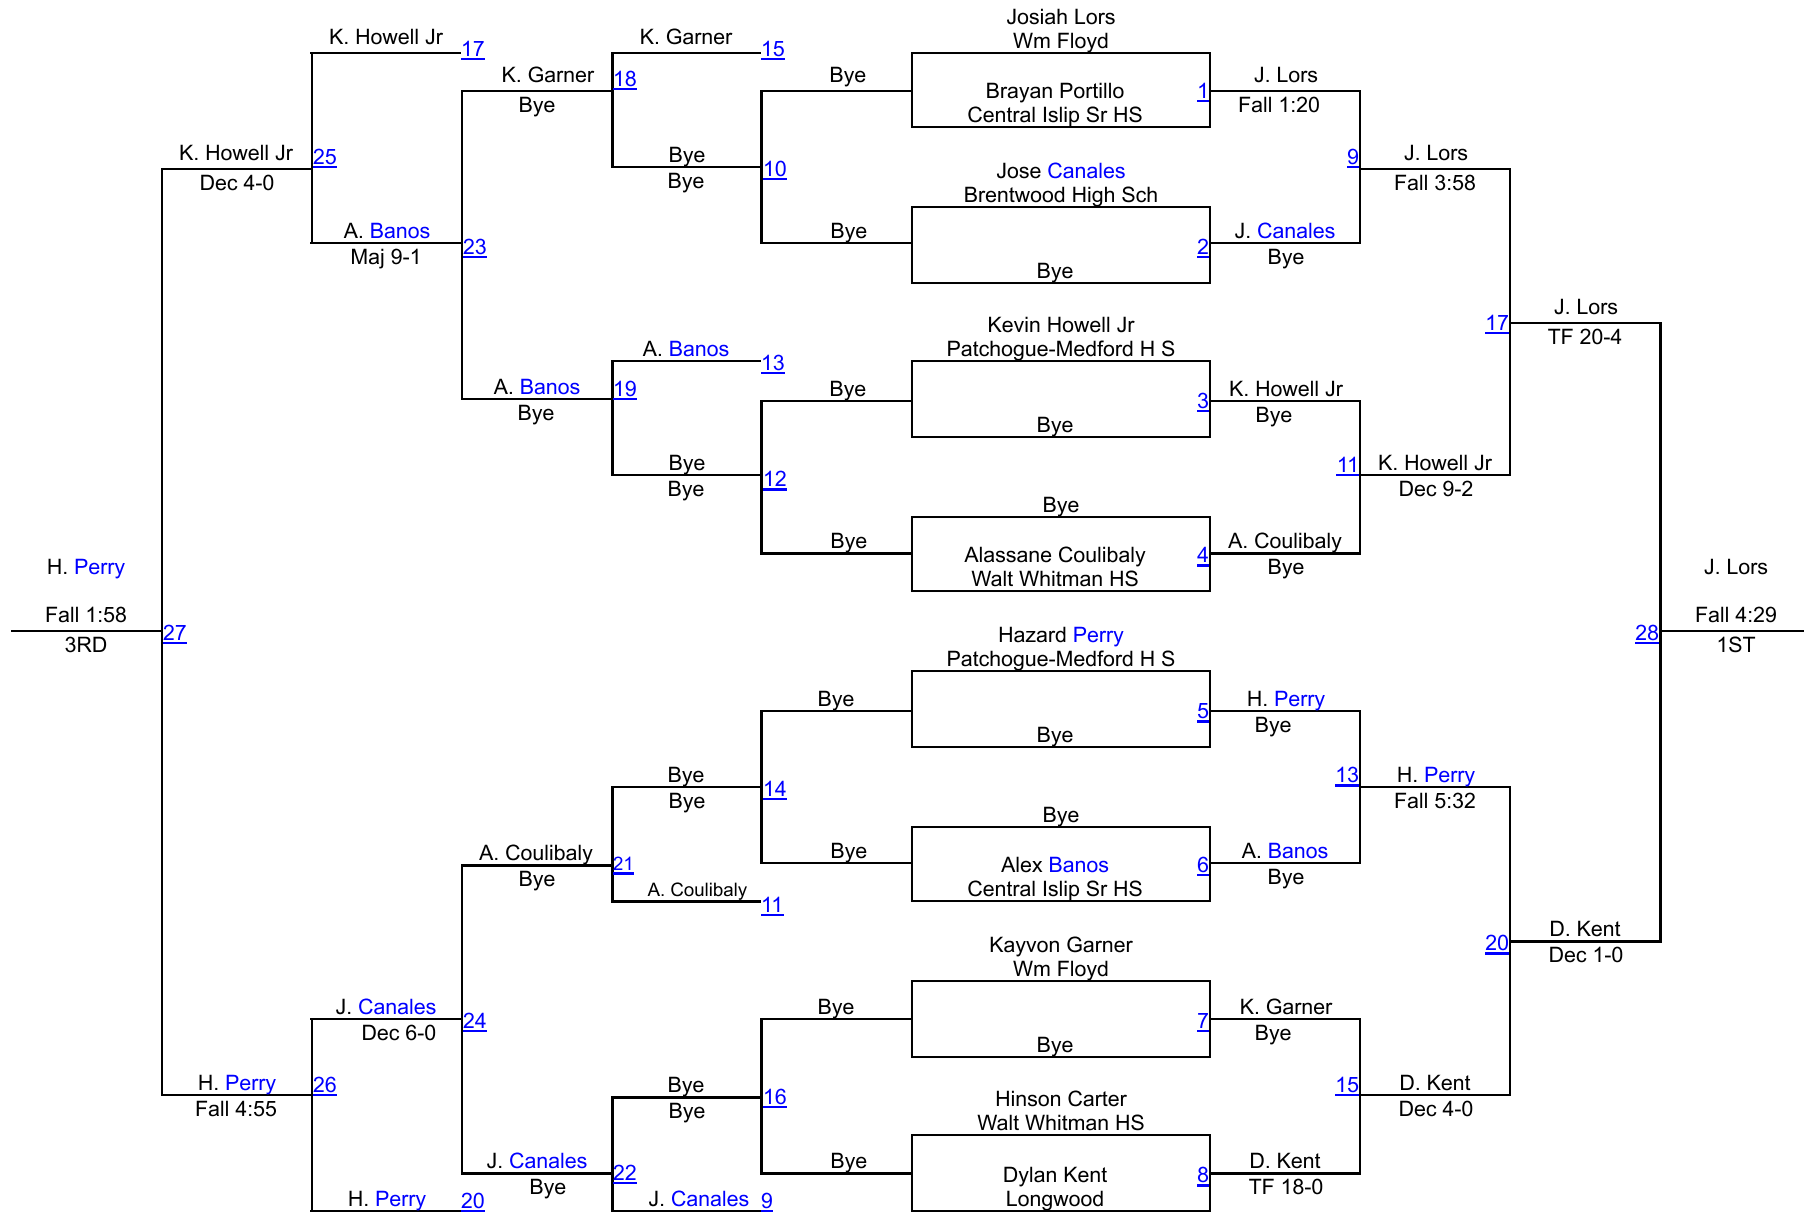 Josiah Lors
K. Howell Jr 17 K. Garner 15 Wm Floyd
K. Garner 18 Bye J. Lors
Bye Brayan Portillo 1 Fall 1:20
Central Islip Sr HS
K. Howell Jr 25 Bye 10 Jose Canales 9 J. Lors
Dec 4-0 Bye Brentwood High Sch Fall 3:58
A. Banos 23 Bye 2 J. Canales
Maj 9-1 Bye Bye
J. Lors
Kevin Howell Jr 17 TF 20-4
A. Banos 13 Patchogue-Medford H S
A. Banos 19 Bye 3 K. Howell Jr
Bye Bye Bye
Bye 12 11 K. Howell Jr
Bye Dec 9-2
Bye
Bye Alassane Coulibaly 4 A. Coulibaly
Walt Whitman HS Bye
H. Perry J. Lors
Fall 1:58 27 Fall 4:29
3RD Hazard Perry 28 1ST
Patchogue-Medford H S
Bye 5 H. Perry
Bye Bye
Bye 14 13 H. Perry
Bye Fall 5:32
Bye
A. Coulibaly 21 Bye Alex Banos 6 A. Banos
Bye A. Coulibaly 11 Central Islip Sr HS Bye
D. Kent
Kayvon Garner 20 Dec 1-0
Wm Floyd
J. Canales 24 Bye 7 K. Garner
Dec 6-0 Bye Bye
H. Perry 26 Bye 16 Hinson Carter 15 D. Kent
Fall 4:55 Bye Walt Whitman HS Dec 4-0
J. Canales 22 Bye Dylan Kent 8 D. Kent
Bye Longwood TF 18-0
H. Perry 20 J. Canales 9